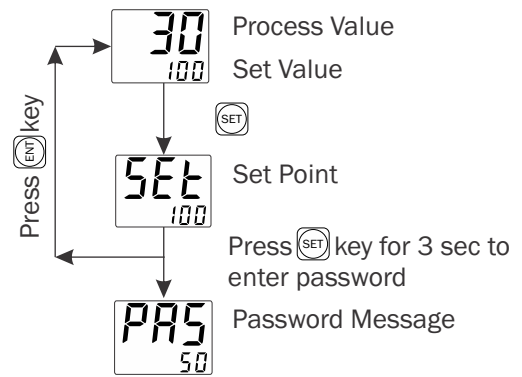 30
100
Process Value
Set Value
SET
Press ENT key
SEt
100
Set Point
Press SET key for 3 sec to
enter password
PAS
50
Password Message